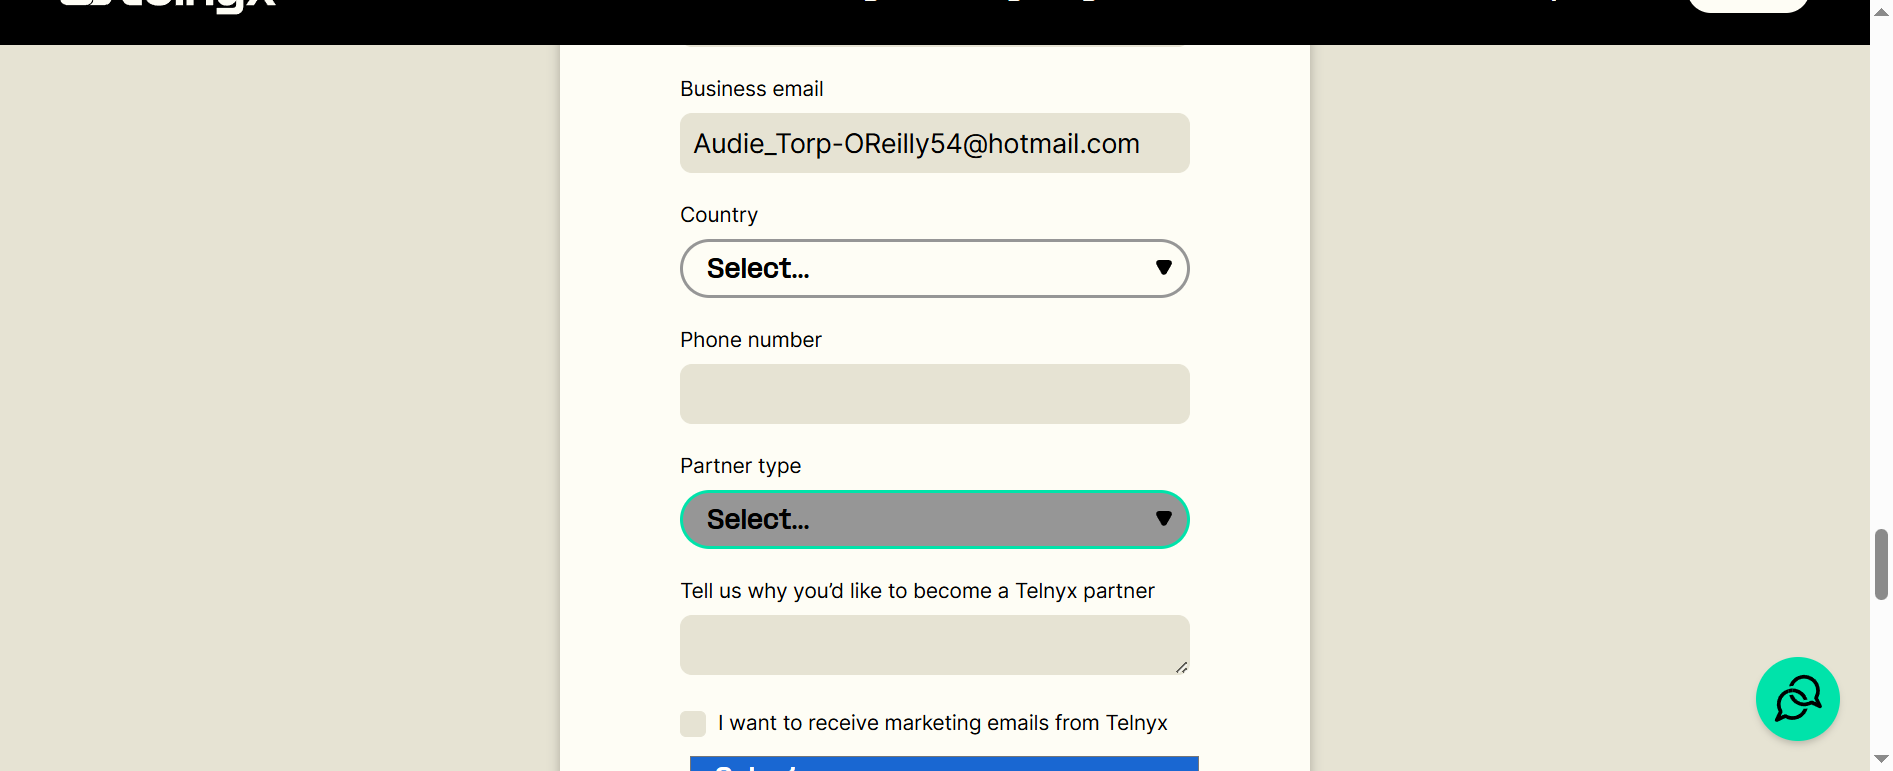 telnyx
Business email
Audie_Torp-OReilly54@hotmail.com
Country
Select...
Phone number
Partner type
Select...
Tell us why you’d like to become a Telnyx partner
I want to receive marketing emails from Telnyx